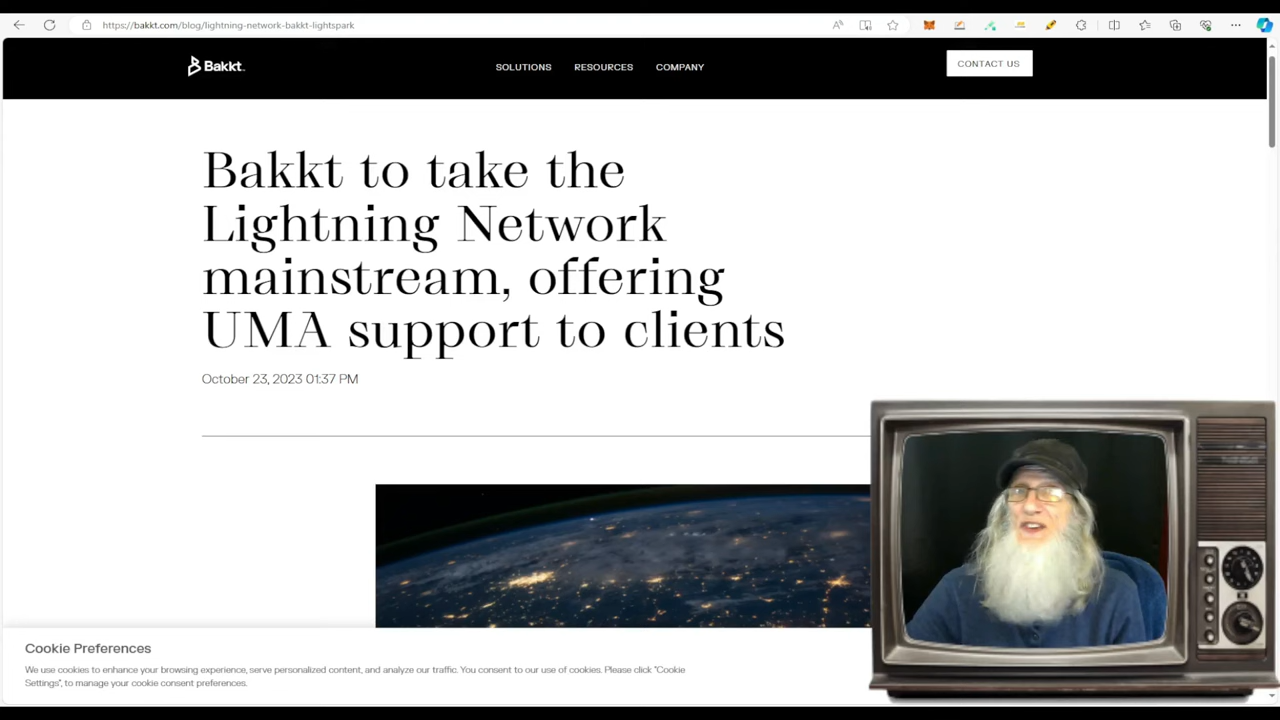 https://bakkt.com/blog/lightning-network-bakkt-lightspark
Bakkt
SOLUTIONS RESOURCES COMPANY
CONTACT US
Bakkt to take the
Lightning Network
mainstream, offering
UMA support to clients
October 23, 2023 01:37 PM
Cookie Preferences
We use cookies to enhance your browsing experience, serve personalized content, and analyze our traffic. You consent to our use of cookies. Please click "Cookie
Settings", to manage your cookie consent preferences.